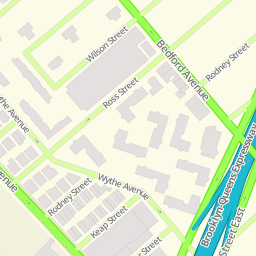 Wilson Street
Bedford Avenue
Rodney Street
Ross Street
Wythe Avenue
Brooklyn-Queens Expressway
Wythe Avenue
Rodney Street
Avenue
Keap Street
Street
Street East